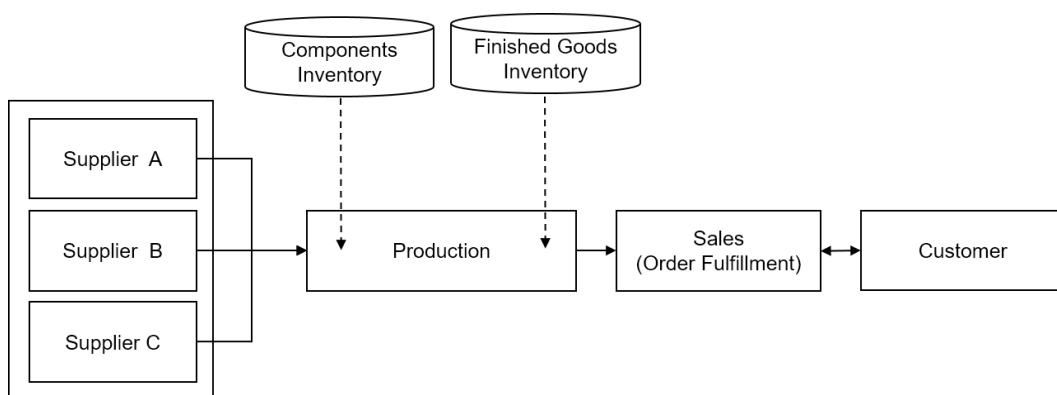 Components
Inventory
Finished Goods
Inventory
Supplier A
Supplier B
Supplier C
Production
Sales
(Order Fulfillment)
Customer